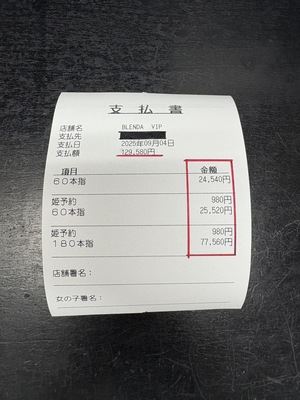 支払書
店舗名 BLENDA VIP
支払先
支払日 2025年09月04日
支払額 129,580円
項目 金額
60本指 24,540円
姫予約 980円
60本指 25,520円
姫予約 980円
180本指 77,560円
店舗署名：
女の子署名：